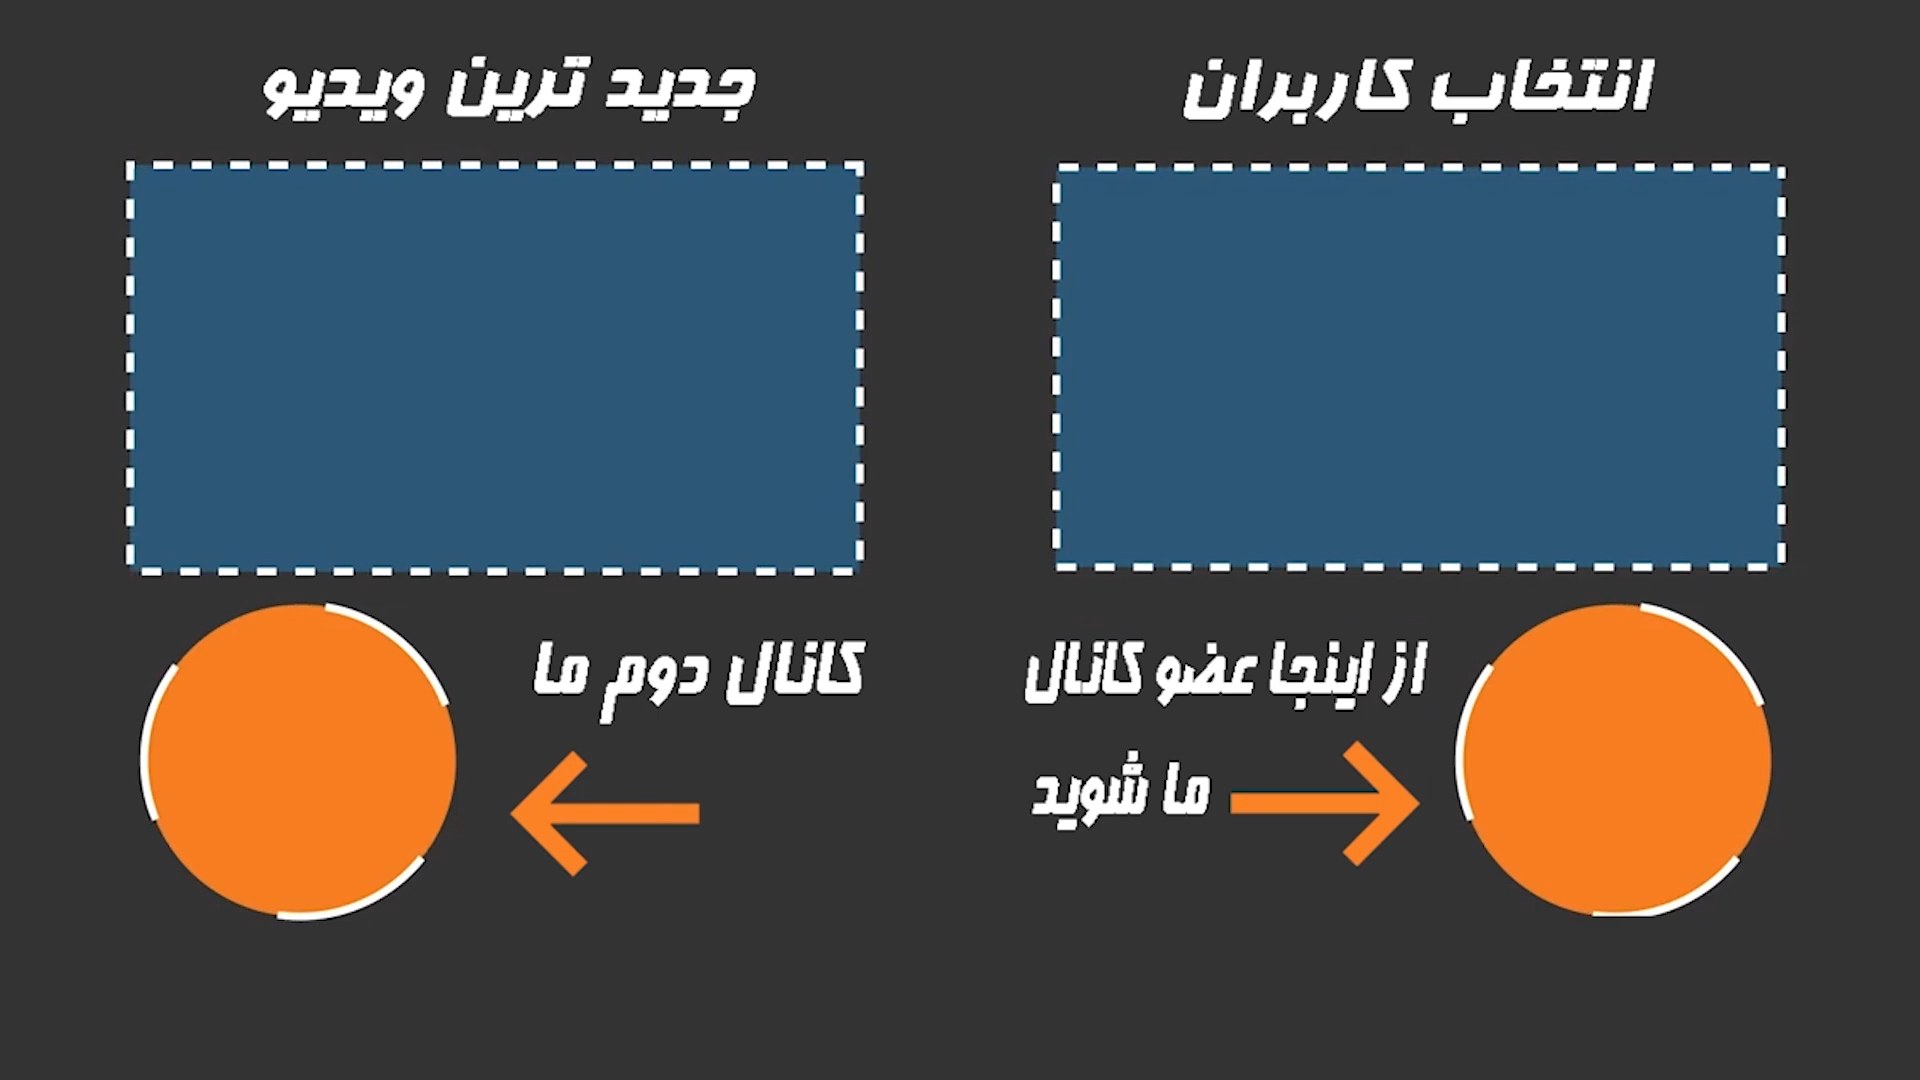 انتخاب کاربران
جدید ترین ویدیو
از اینجا عضو کانال
ما شوید
کانال دوم ما